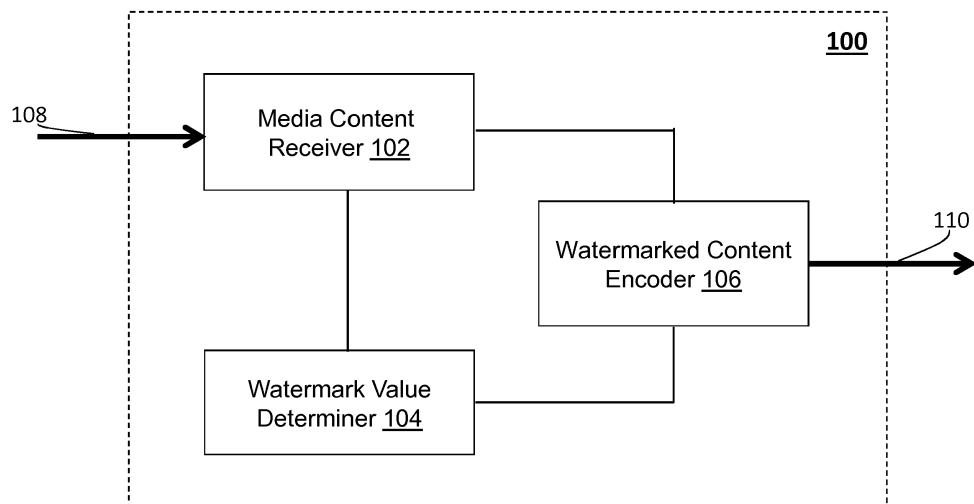 100
108
Media Content
Receiver 102
110
Watermarked Content
Encoder 106
Watermark Value
Determiner 104